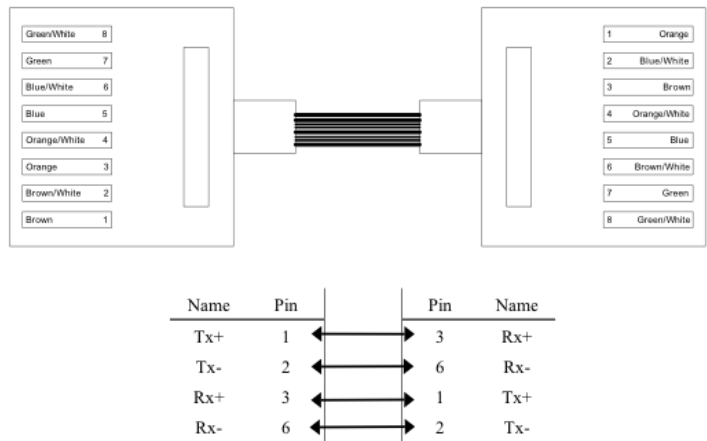 Green/White 8
Green 7
Blue/White 6
Blue 5
Orange/White 4
Orange 3
Brown/White 2
Brown 1
1 Orange
2 Blue/White
3 Brown
4 Orange/White
5 Blue
6 Brown/White
7 Green
8 Green/White
Name Pin Pin Name
Tx+ 1 3 Rx+
Tx- 2 6 Rx-
Rx+ 3 1 Tx+
Rx- 6 2 Tx-